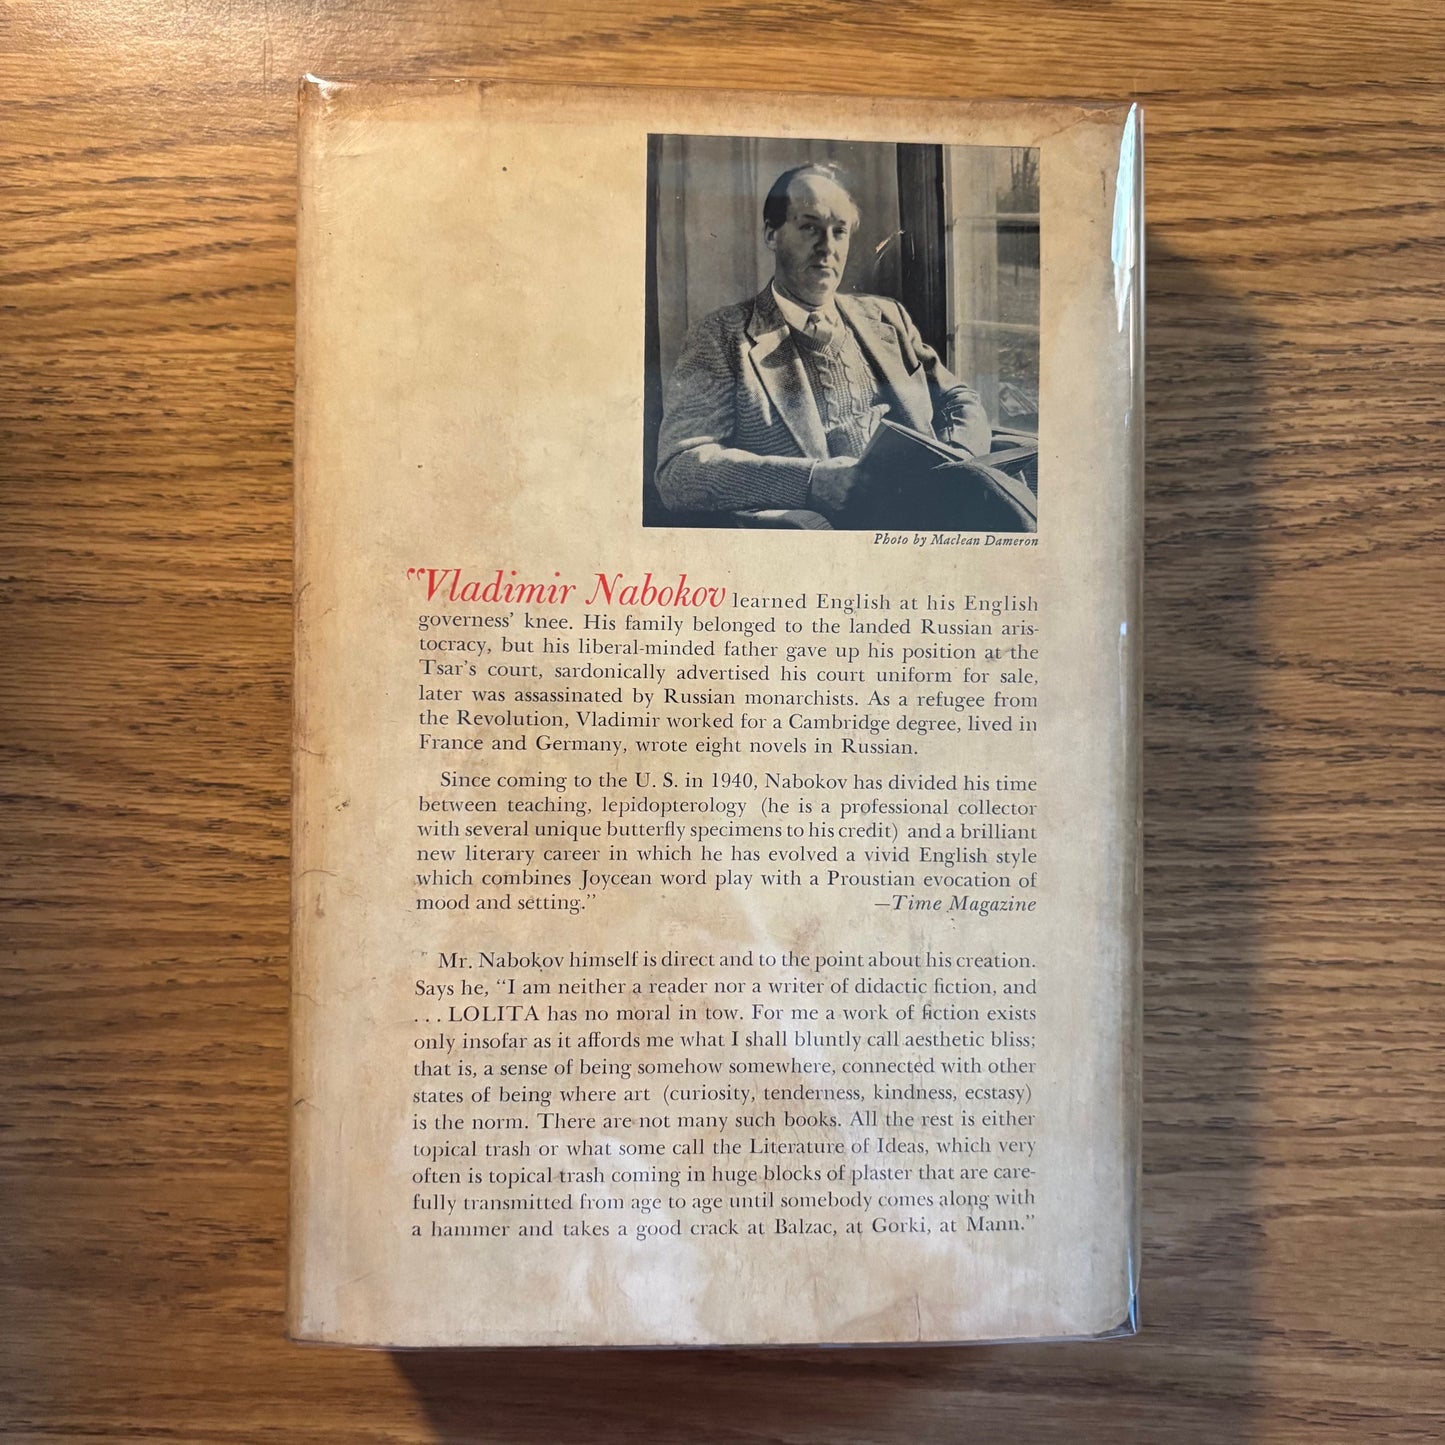 Photo by Maclean Dameron
"Vladimir Nabokov learned English at his English
governess' knee. His family belonged to the landed Russian aris-
tocracy, but his liberal-minded father gave up his position at the
Tsar's court, sardonically advertised his court uniform for sale,
later was assassinated by Russian monarchists. As a refugee from
the Revolution, Vladimir worked for a Cambridge degree, lived in
France and Germany, wrote eight novels in Russian.
Since coming to the U. S. in 1940, Nabokov has divided his time
between teaching, lepidopterology (he is a professional collector
with several unique butterfly specimens to his credit) and a brilliant
new literary career in which he has evolved a vivid English style
which combines Joycean word play with a Proustian evocation of
mood and setting." —Time Magazine
Mr. Nabokov himself is direct and to the point about his creation.
Says he, "I am neither a reader nor a writer of didactic fiction, and
. . . LOLITA has no moral in tow. For me a work of fiction exists
only insofar as it affords me what I shall bluntly call aesthetic bliss;
that is, a sense of being somehow somewhere, connected with other
states of being where art (curiosity, tenderness, kindness, ecstasy)
is the norm. There are not many such books. All the rest is either
topical trash or what some call the Literature of Ideas, which very
often is topical trash coming in huge blocks of plaster that are care-
fully transmitted from age to age until somebody comes along with
a hammer and takes a good crack at Balzac, at Gorki, at Mann."